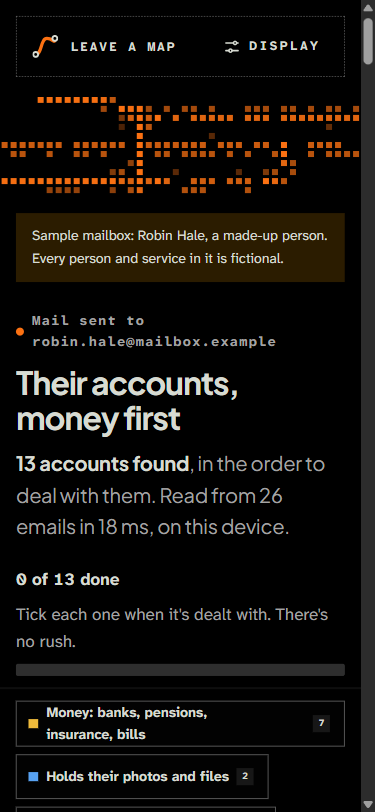 LEAVE A MAP
DISPLAY
Sample mailbox: Robin Hale, a made-up person.
Every person and service in it is fictional.
Mail sent to
robin.hale@mailbox.example
Their accounts,
money first
13 accounts found, in the order to
deal with them. Read from 26
emails in 18 ms, on this device.
0 of 13 done
Tick each one when it's dealt with. There's
no rush.
Money: banks, pensions,
insurance, bills
7
Holds their photos and files 2